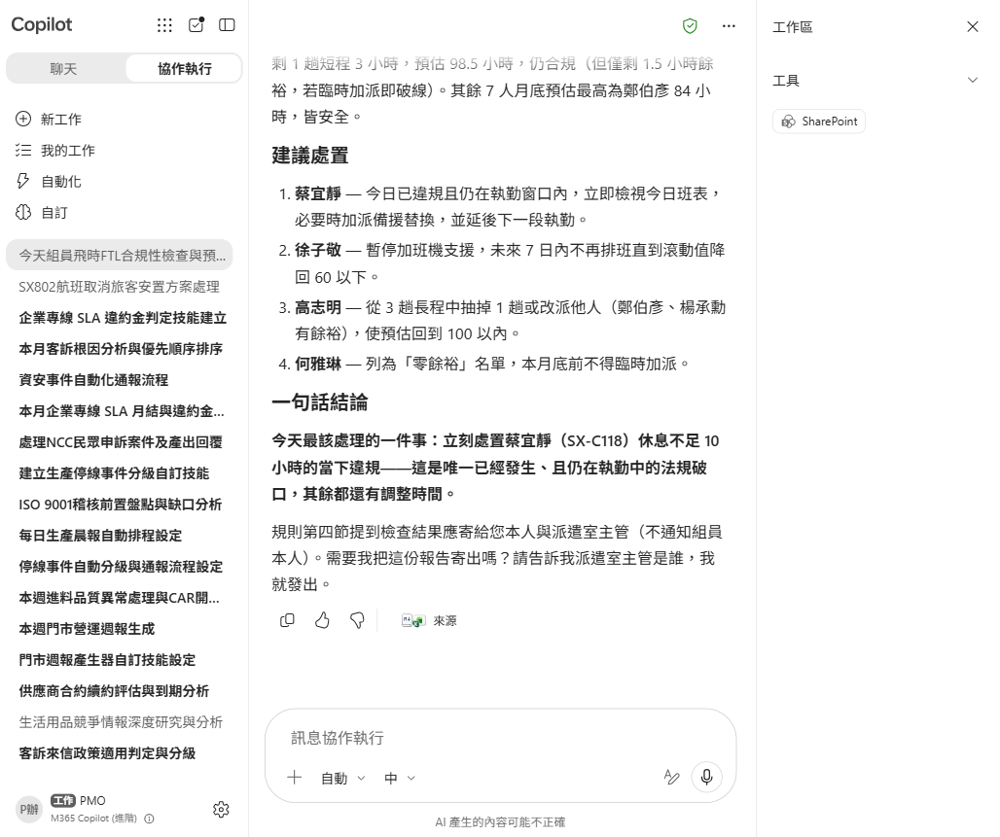 Copilot
聊天
協作執行
新工作
我的工作
自動化
自訂
今天組員飛時FTL合規性檢查與預...
SX802航班取消旅客安置方案處理
企業專線 SLA 違約金判定技能建立
本月客訴根因分析與優先順序排序
資安事件自動化通報流程
本月企業專線 SLA 月結與違約金...
處理NCC民眾申訴案件及產出回覆
建立生產停線事件分級自訂技能
ISO 9001稽核前置盤點與缺口分析
每日生產晨報自動排程設定
停線事件自動分級與通報流程設定
本週進料品質異常處理與CAR開...
本週門市營運週報生成
門市週報產生器自訂技能設定
供應商合約續約評估與到期分析
生活用品競爭情報深度研究與分析
客訴來信政策適用判定與分級
P辦
工作 PMO
M365 Copilot (進階)
剩 1 趟短程 3 小時，預估 98.5 小時，仍合規（但僅剩 1.5 小時餘
裕，若臨時加派即破線）。其餘 7 人月底預估最高為鄭伯彥 84 小
時，皆安全。
建議處置
1. 蔡宜靜 — 今日已違規且仍在執勤窗口內，立即檢視今日班表，
必要時加派備援替換，並延後下一段執勤。
2. 徐子敬 — 暫停加班機支援，未來 7 日內不再排班直到滾動值降
回 60 以下。
3. 高志明 — 從 3 趟長程中抽掉 1 趟或改派他人（鄭伯彥、楊承勳
有餘裕），使預估回到 100 以內。
4. 何雅琳 — 列為「零餘裕」名單，本月底前不得臨時加派。
一句話結論
今天最該處理的一件事：立刻處置蔡宜靜（SX-C118）休息不足 10
小時的當下違規——這是唯一已經發生、且仍在執勤中的法規破
口，其餘都還有調整時間。
規則第四節提到檢查結果應寄給您本人與派遣室主管（不通知組員
本人）。需要我把這份報告寄出嗎？請告訴我派遣室主管是誰，我
就發出。
來源
訊息協作執行
自動
中
AI 產生的內容可能不正確
工作區
工具
SharePoint